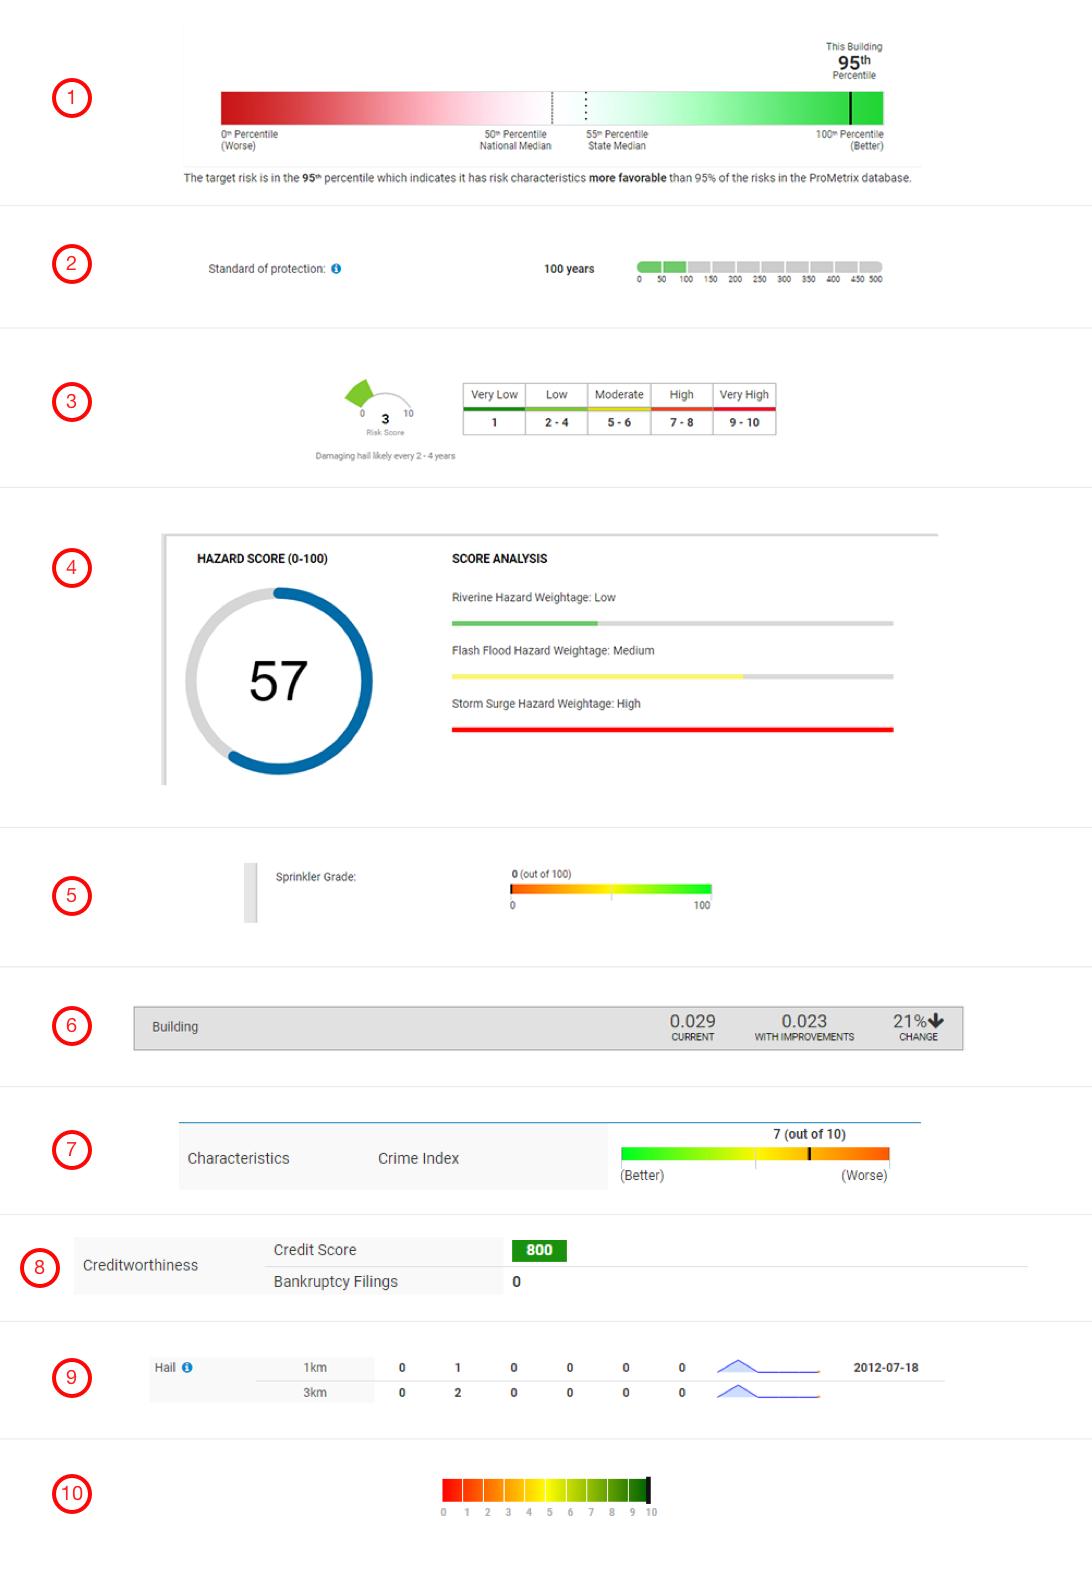 This Building
95th
Percentile
1
0th Percentile
(Worse)
50th Percentile
National Median
55th Percentile
State Median
100th Percentile
(Better)
The target risk is in the 95th percentile which indicates it has risk characteristics more favorable than 95% of the risks in the ProMetrix database.
2
Standard of protection: i
100 years
0 50 100 150 200 250 300 350 400 450 500
3
0 3 10
Risk Score
Damaging hail likely every 2 - 4 years
Very Low Low Moderate High Very High
1 2 - 4 5 - 6 7 - 8 9 - 10
4
HAZARD SCORE (0-100)
57
SCORE ANALYSIS
Riverine Hazard Weightage: Low
Flash Flood Hazard Weightage: Medium
Storm Surge Hazard Weightage: High
5
Sprinkler Grade:
0 (out of 100)
0 100
6
Building
0.029
CURRENT
0.023
WITH IMPROVEMENTS
21%
CHANGE
7
Characteristics
Crime Index
7 (out of 10)
(Better) (Worse)
8
Creditworthiness
Credit Score 800
Bankruptcy Filings 0
9
Hail i
1km 0 1 0 0 0 0 2012-07-18
3km 0 2 0 0 0 0
10
0 1 2 3 4 5 6 7 8 9 10